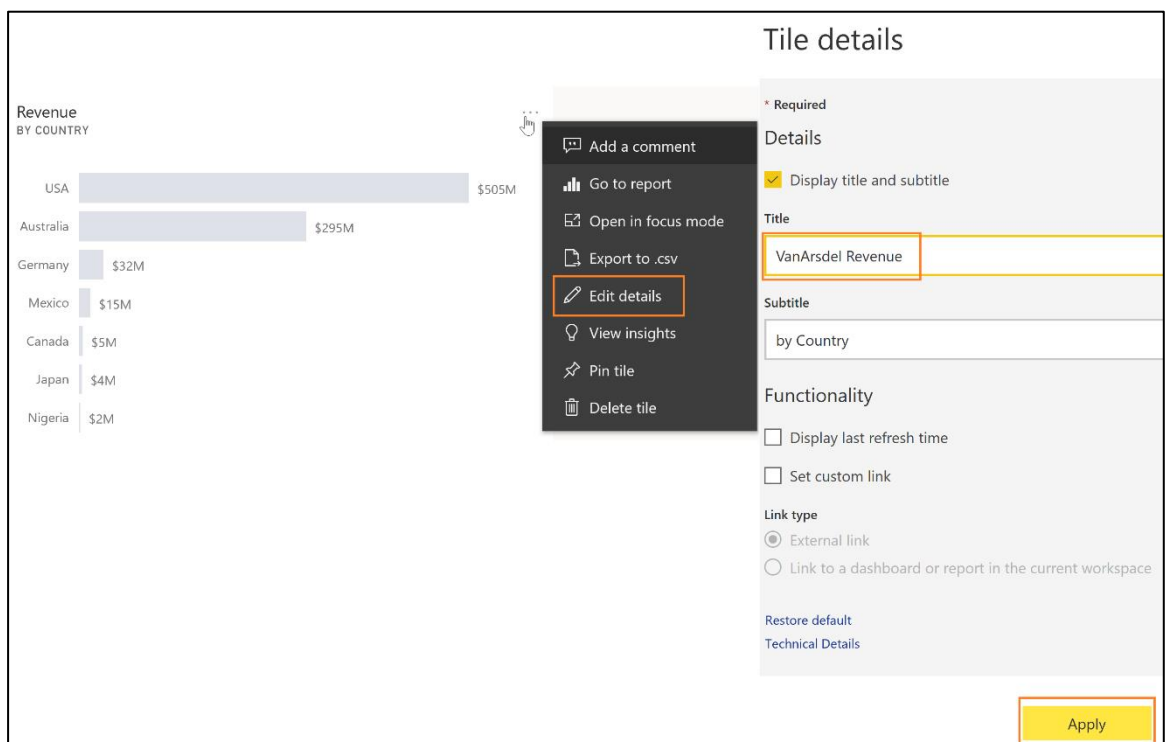 Revenue
BY COUNTRY
...
USA $505M
Australia $295M
Germany $32M
Mexico $15M
Canada $5M
Japan $4M
Nigeria $2M
Add a comment
Go to report
Open in focus mode
Export to .csv
Edit details
View insights
Pin tile
Delete tile
Tile details
* Required
Details
Display title and subtitle
Title
VanArsdel Revenue
Subtitle
by Country
Functionality
Display last refresh time
Set custom link
Link type
External link
Link to a dashboard or report in the current workspace
Restore default
Technical Details
Apply